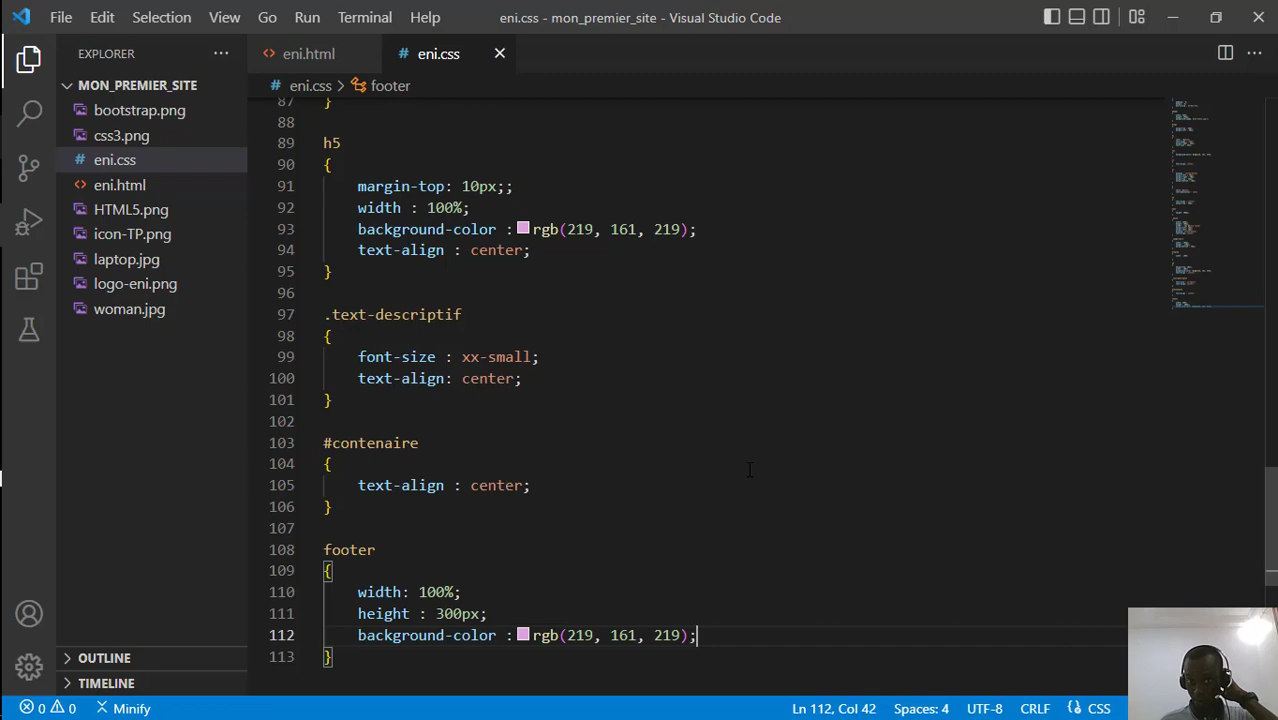 File Edit Selection View Go Run Terminal Help eni.css - mon_premier_site - Visual Studio Code
EXPLORER
eni.html
# eni.css
MON_PREMIER_SITE
bootstrap.png
css3.png
# eni.css
eni.html
HTML5.png
icon-TP.png
laptop.jpg
logo-eni.png
woman.jpg
OUTLINE
TIMELINE
# eni.css > footer
87 }
88
89 h5
90 {
91 margin-top: 10px;;
92 width : 100%;
93 background-color : rgb(219, 161, 219);
94 text-align : center;
95 }
96
97 .text-descriptif
98 {
99 font-size : xx-small;
100 text-align: center;
101 }
102
103 #contenaire
104 {
105 text-align : center;
106 }
107
108 footer
109 {
110 width: 100%;
111 height : 300px;
112 background-color : rgb(219, 161, 219);
113 }
0 0 Minify Ln 112, Col 42 Spaces: 4 UTF-8 CRLF CSS